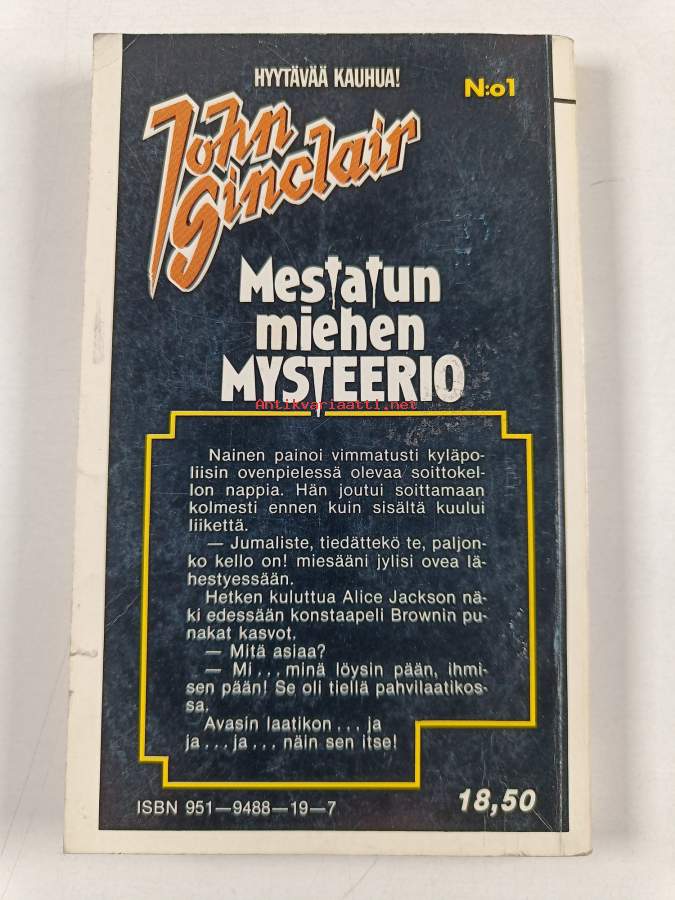 HYYTÄVÄÄ KAUHUA!
N:o1
John
Sinclair
Mestatun
miehen
MYSTEERIO
Antikvariaatti.net
Nainen painoi vimmatusti kyläpo-
liisin ovenpielessä olevaa soittokel-
lon nappia. Hän joutui soittamaan
kolmesti ennen kuin sisältä kuului
liikettä.
— Jumaliste, tiedättekö te, paljon-
ko kello on! miesääni jylisi ovea lä-
hestyessään.
Hetken kuluttua Alice Jackson nä-
ki edessään konstaapeli Brownin pu-
nakat kasvot.
— Mitä asiaa?
— Mi... minä löysin pään, ihmi-
sen pään! Se oli tiellä pahvilaatikos-
sa.
Avasin laatikon... ja
ja... ja... näin sen itse!
ISBN 951—9488—19—7
18,50